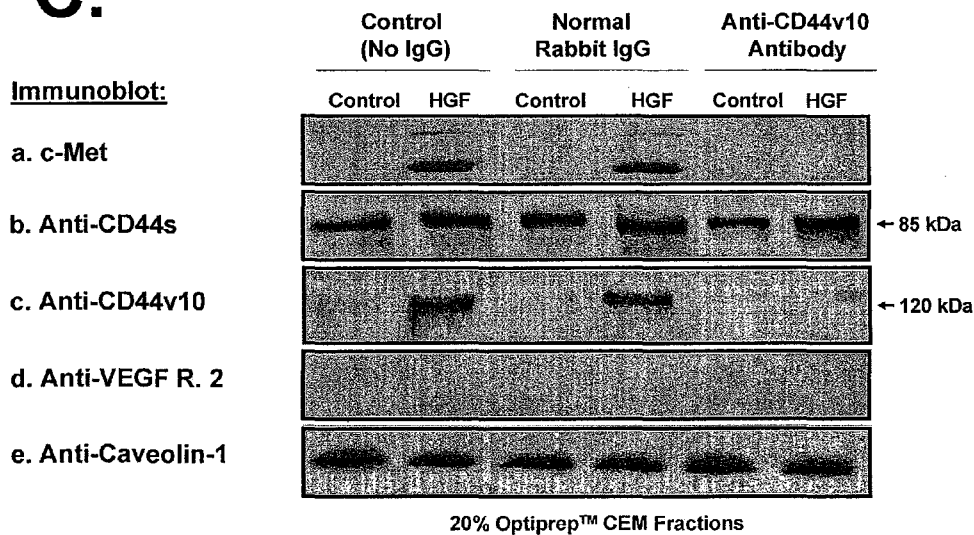 C.
Control
(No IgG)
Normal
Rabbit IgG
Anti-CD44v10
Antibody
Immunoblot:
Control HGF Control HGF Control HGF
a. c-Met
b. Anti-CD44s
← 85 kDa
c. Anti-CD44v10
← 120 kDa
d. Anti-VEGF R. 2
e. Anti-Caveolin-1
20% Optiprep™ CEM Fractions